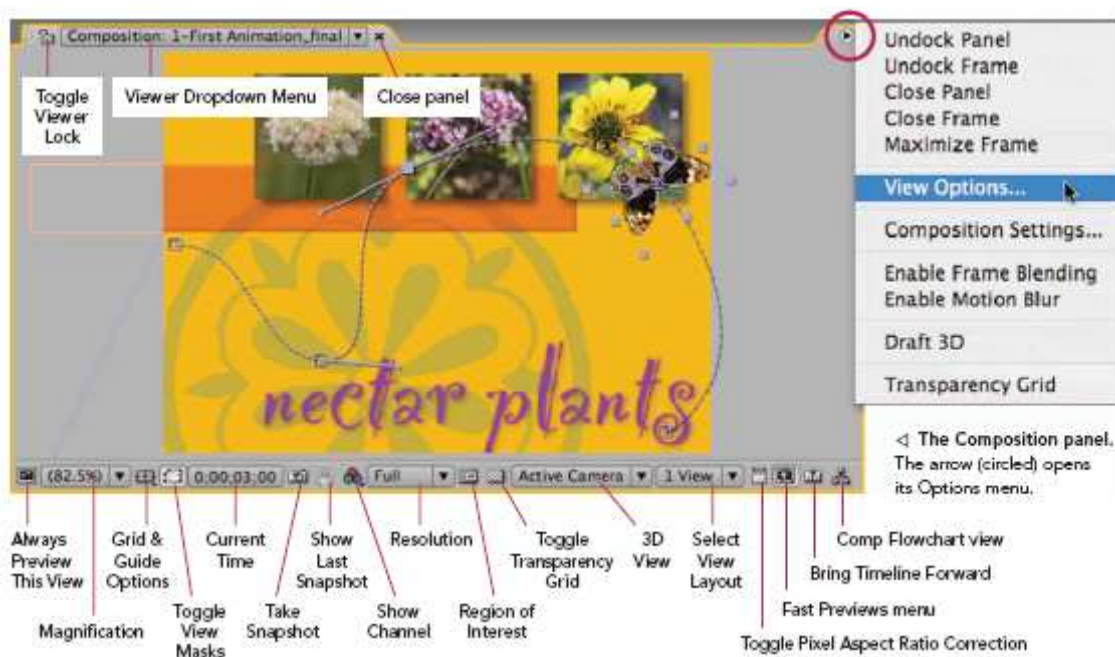 Composition: 1-First Animation_final
Toggle
Viewer
Lock
Viewer Dropdown Menu
Close panel
Undock Panel
Undock Frame
Close Panel
Close Frame
Maximize Frame
View Options...
Composition Settings...
Enable Frame Blending
Enable Motion Blur
Draft 3D
Transparency Grid
nectar plants
◁ The Composition panel.
The arrow (circled) opens
its Options menu.
(82.5%)
0;00;03;00
Full
Active Camera
1 View
Always
Preview
This View
Magnification
Grid &
Guide
Options
Toggle
View
Masks
Current
Time
Take
Snapshot
Show
Last
Snapshot
Show
Channel
Resolution
Region of
Interest
Toggle
Transparency
Grid
3D
View
Select
View
Layout
Comp Flowchart view
Bring Timeline Forward
Fast Previews menu
Toggle Pixel Aspect Ratio Correction